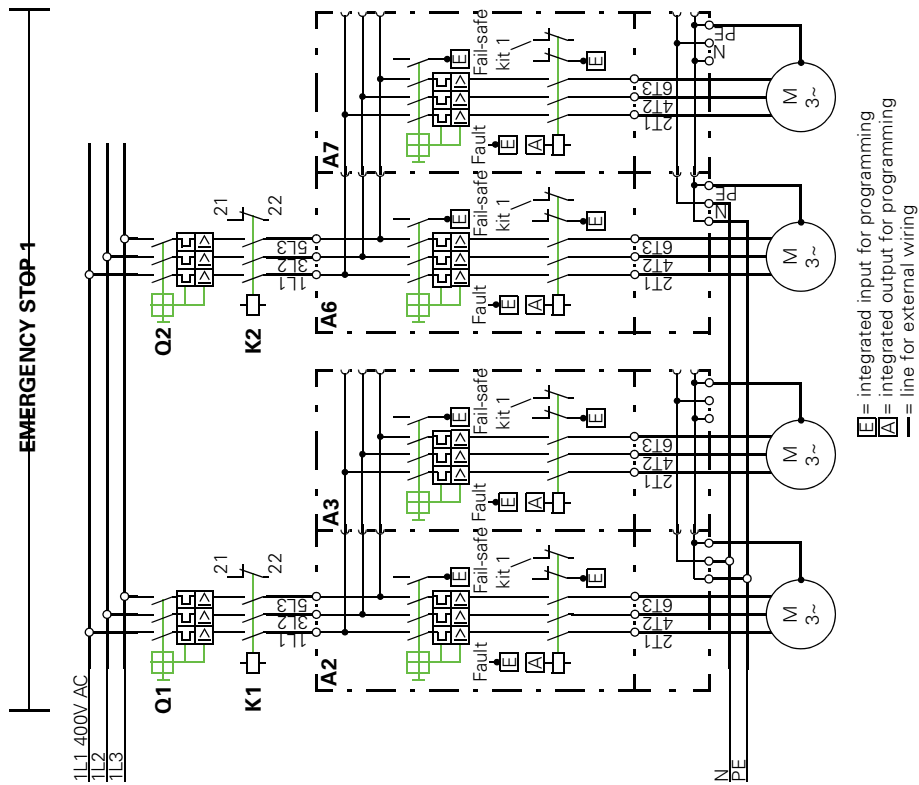 EMERGENCY STOP 1
1L1 400V AC
1L2
1L3
Q1
K1
21
22
1L1
3L2
5L3
A2
Fault
E
A
E
Fail-safe
kit 1
E
2T1
4T2
6T3
M
3~
A3
Fault
E
A
E
Fail-safe
kit 1
E
2T1
4T2
6T3
M
3~
Q2
K2
21
22
1L1
3L2
5L3
A6
Fault
E
A
E
Fail-safe
kit 1
E
2T1
4T2
6T3
N
PE
M
3~
A7
Fault
E
A
E
Fail-safe
kit 1
E
2T1
4T2
6T3
N
PE
M
3~
N
PE
E = integrated input for programming
A = integrated output for programming
= line for external wiring